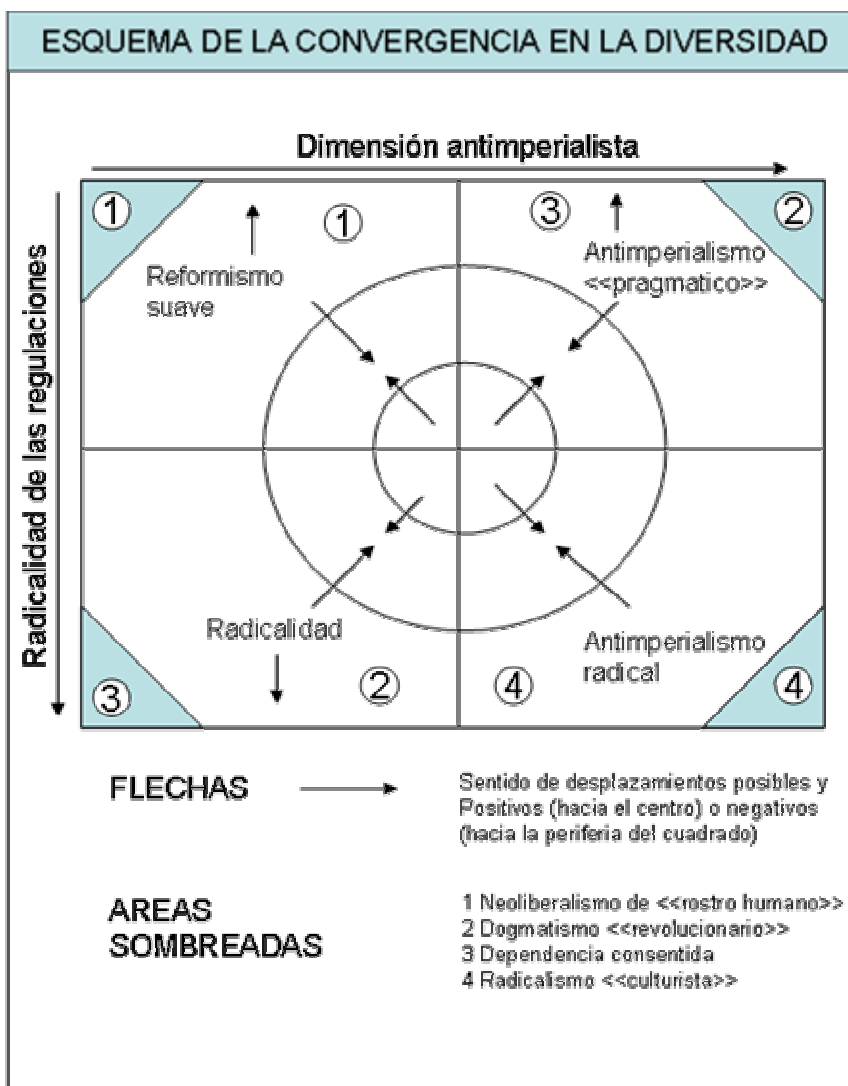 ESQUEMA DE LA CONVERGENCIA EN LA DIVERSIDAD
Dimensión antimperialista
Radicalidad de las regulaciones
1
1
3
2
Reformismo
suave
Antimperialismo
<<pragmatico>>
Radicalidad
Antimperialismo
radical
3
2
4
4
FLECHAS
Sentido de desplazamientos posibles y
Positivos (hacia el centro) o negativos
(hacia la periferia del cuadrado)
AREAS
SOMBREADAS
1 Neoliberalismo de <<rostro humano>>
2 Dogmatismo <<revolucionario>>
3 Dependencia consentida
4 Radicalismo <<culturista>>